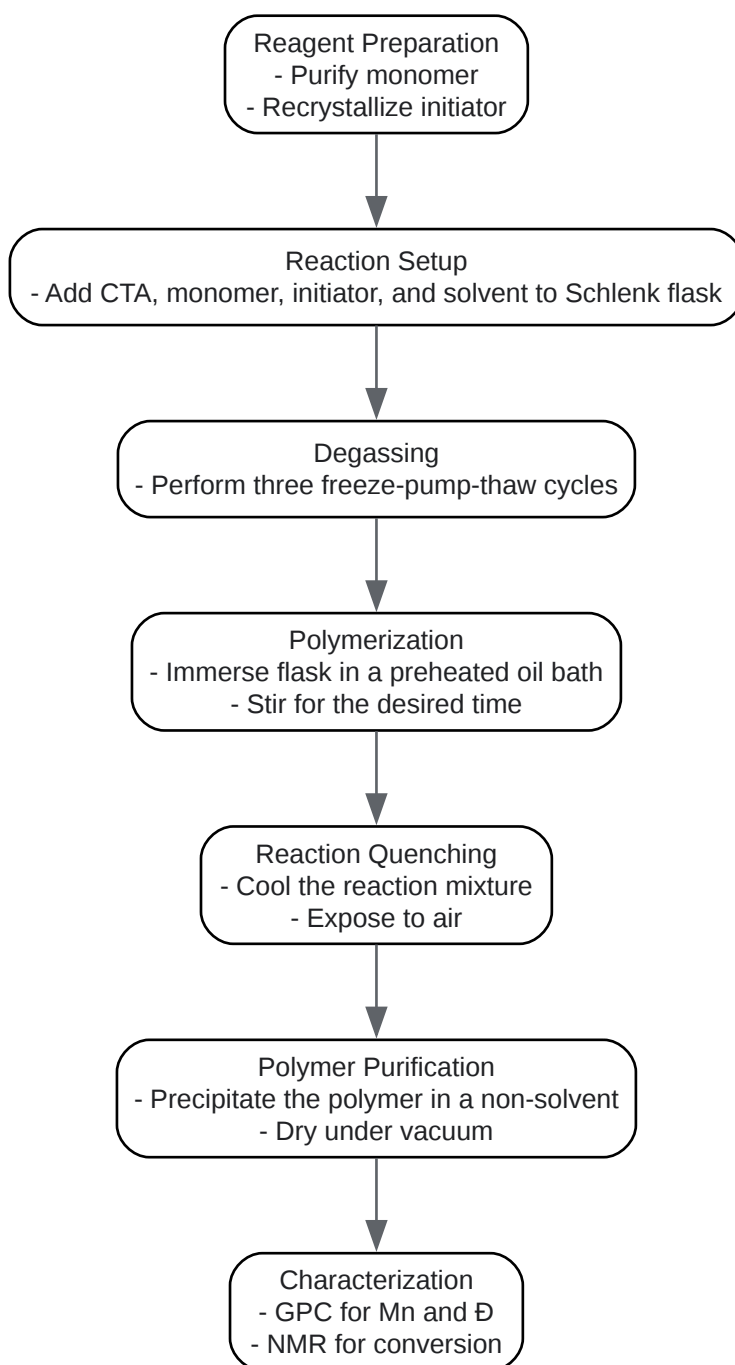 Reagent Preparation
- Purify monomer
- Recrystallize initiator
Reaction Setup
- Add CTA, monomer, initiator, and solvent to Schlenk flask
Degassing
- Perform three freeze-pump-thaw cycles
Polymerization
- Immerse flask in a preheated oil bath
- Stir for the desired time
Reaction Quenching
- Cool the reaction mixture
- Expose to air
Polymer Purification
- Precipitate the polymer in a non-solvent
- Dry under vacuum
Characterization
- GPC for Mn and Đ
- NMR for conversion